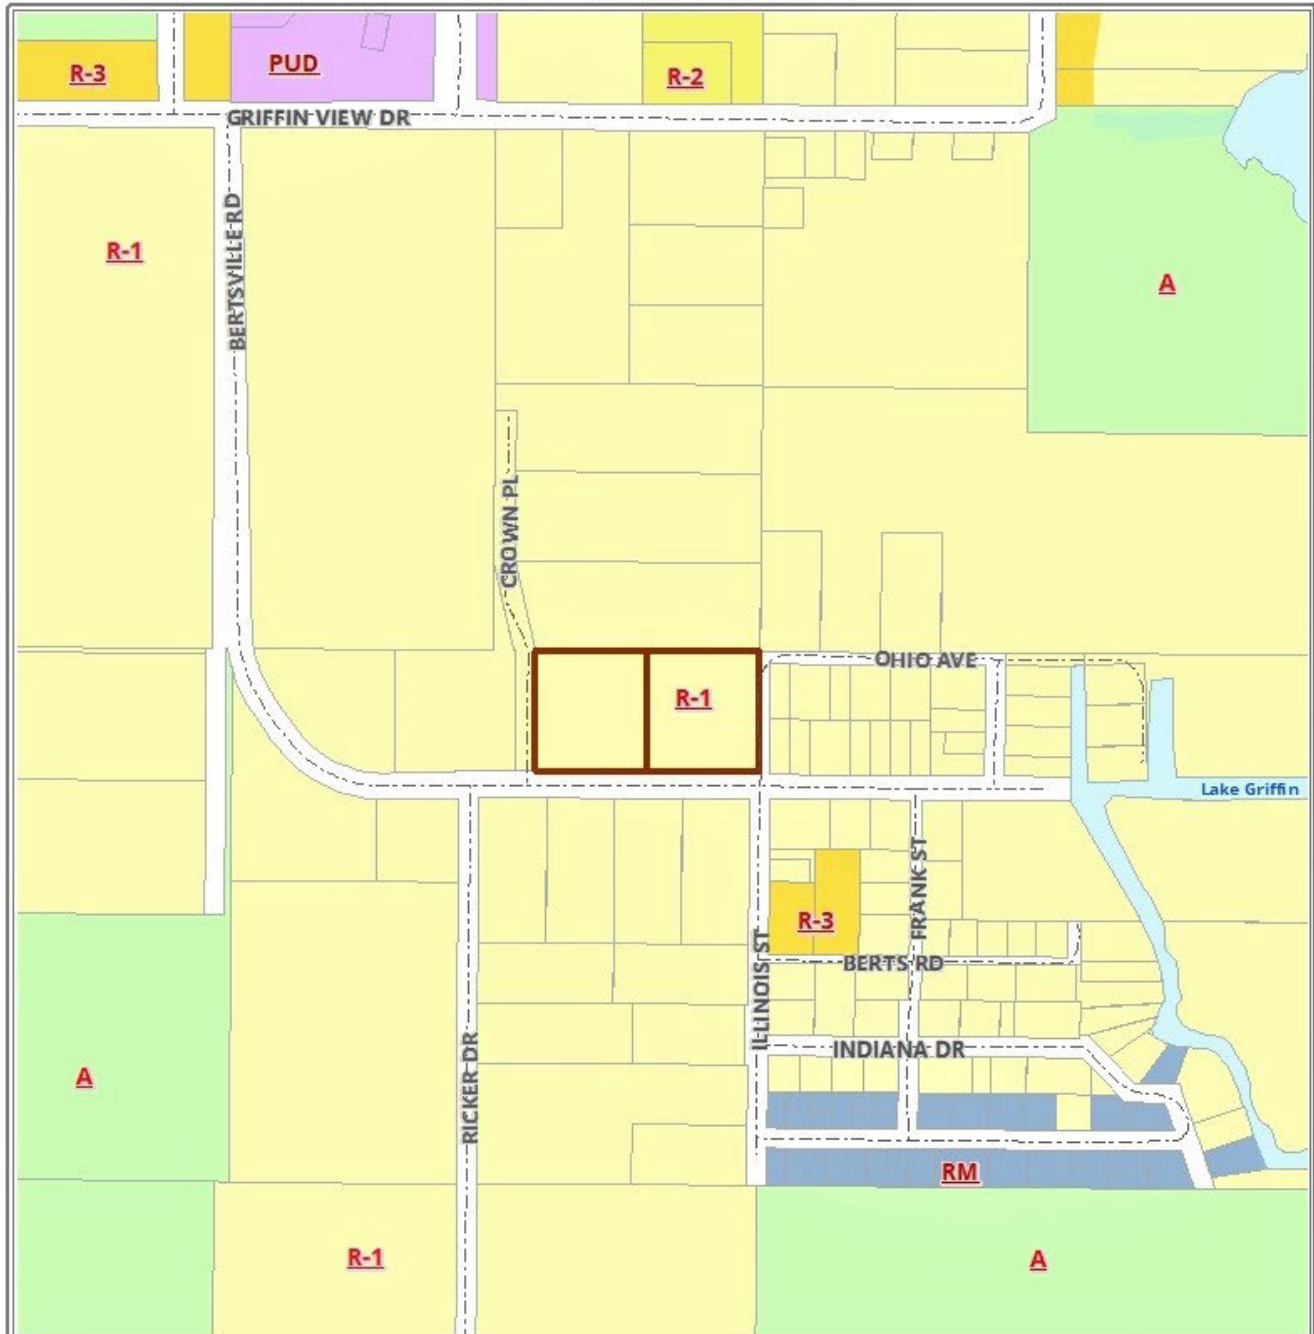 R-3
PUD
R-2
GRIFFIN VIEW DR
BERTSVILLE RD
R-1
A
CROWN PL
OHIO AVE
R-1
Lake Griffin
FRANK ST
R-3
ILLINOIS ST
BERTS RD
RICKER DR
INDIANA DR
A
RM
R-1
A